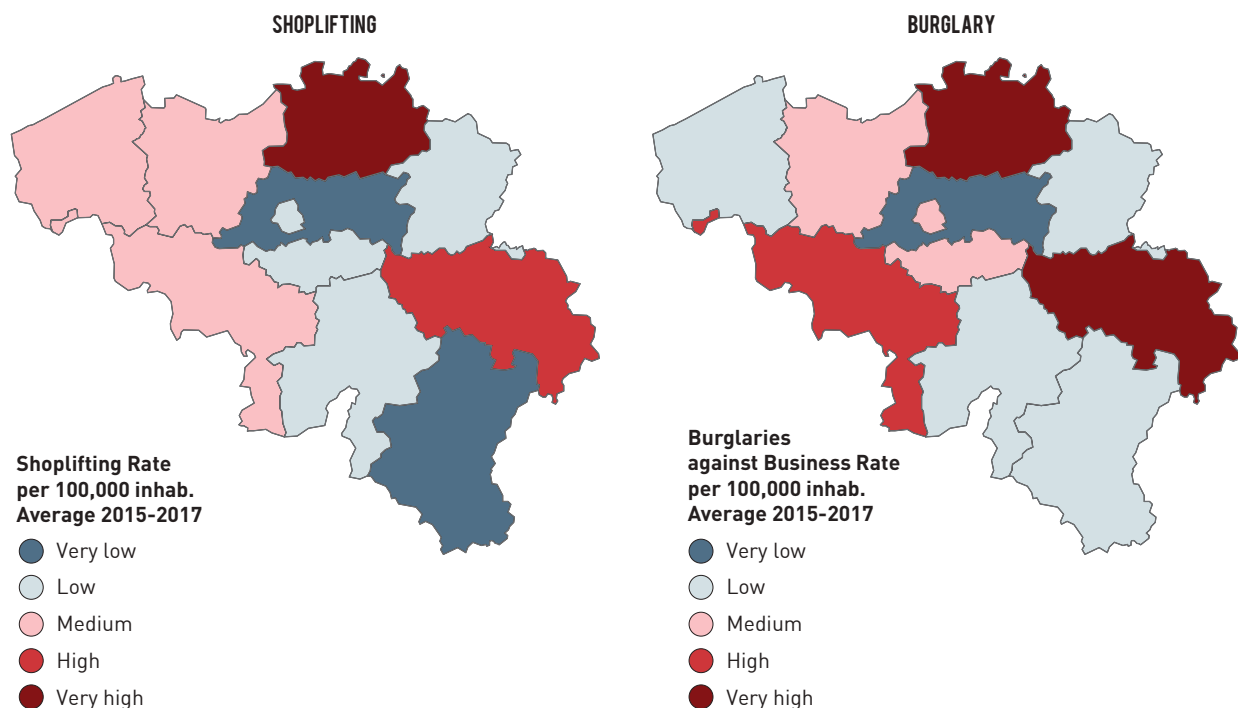 SHOPLIFTING
BURGLARY
Shoplifting Rate
per 100,000 inhab.
Average 2015-2017
Very low
Low
Medium
High
Very high
Burglaries
against Business Rate
per 100,000 inhab.
Average 2015-2017
Very low
Low
Medium
High
Very high